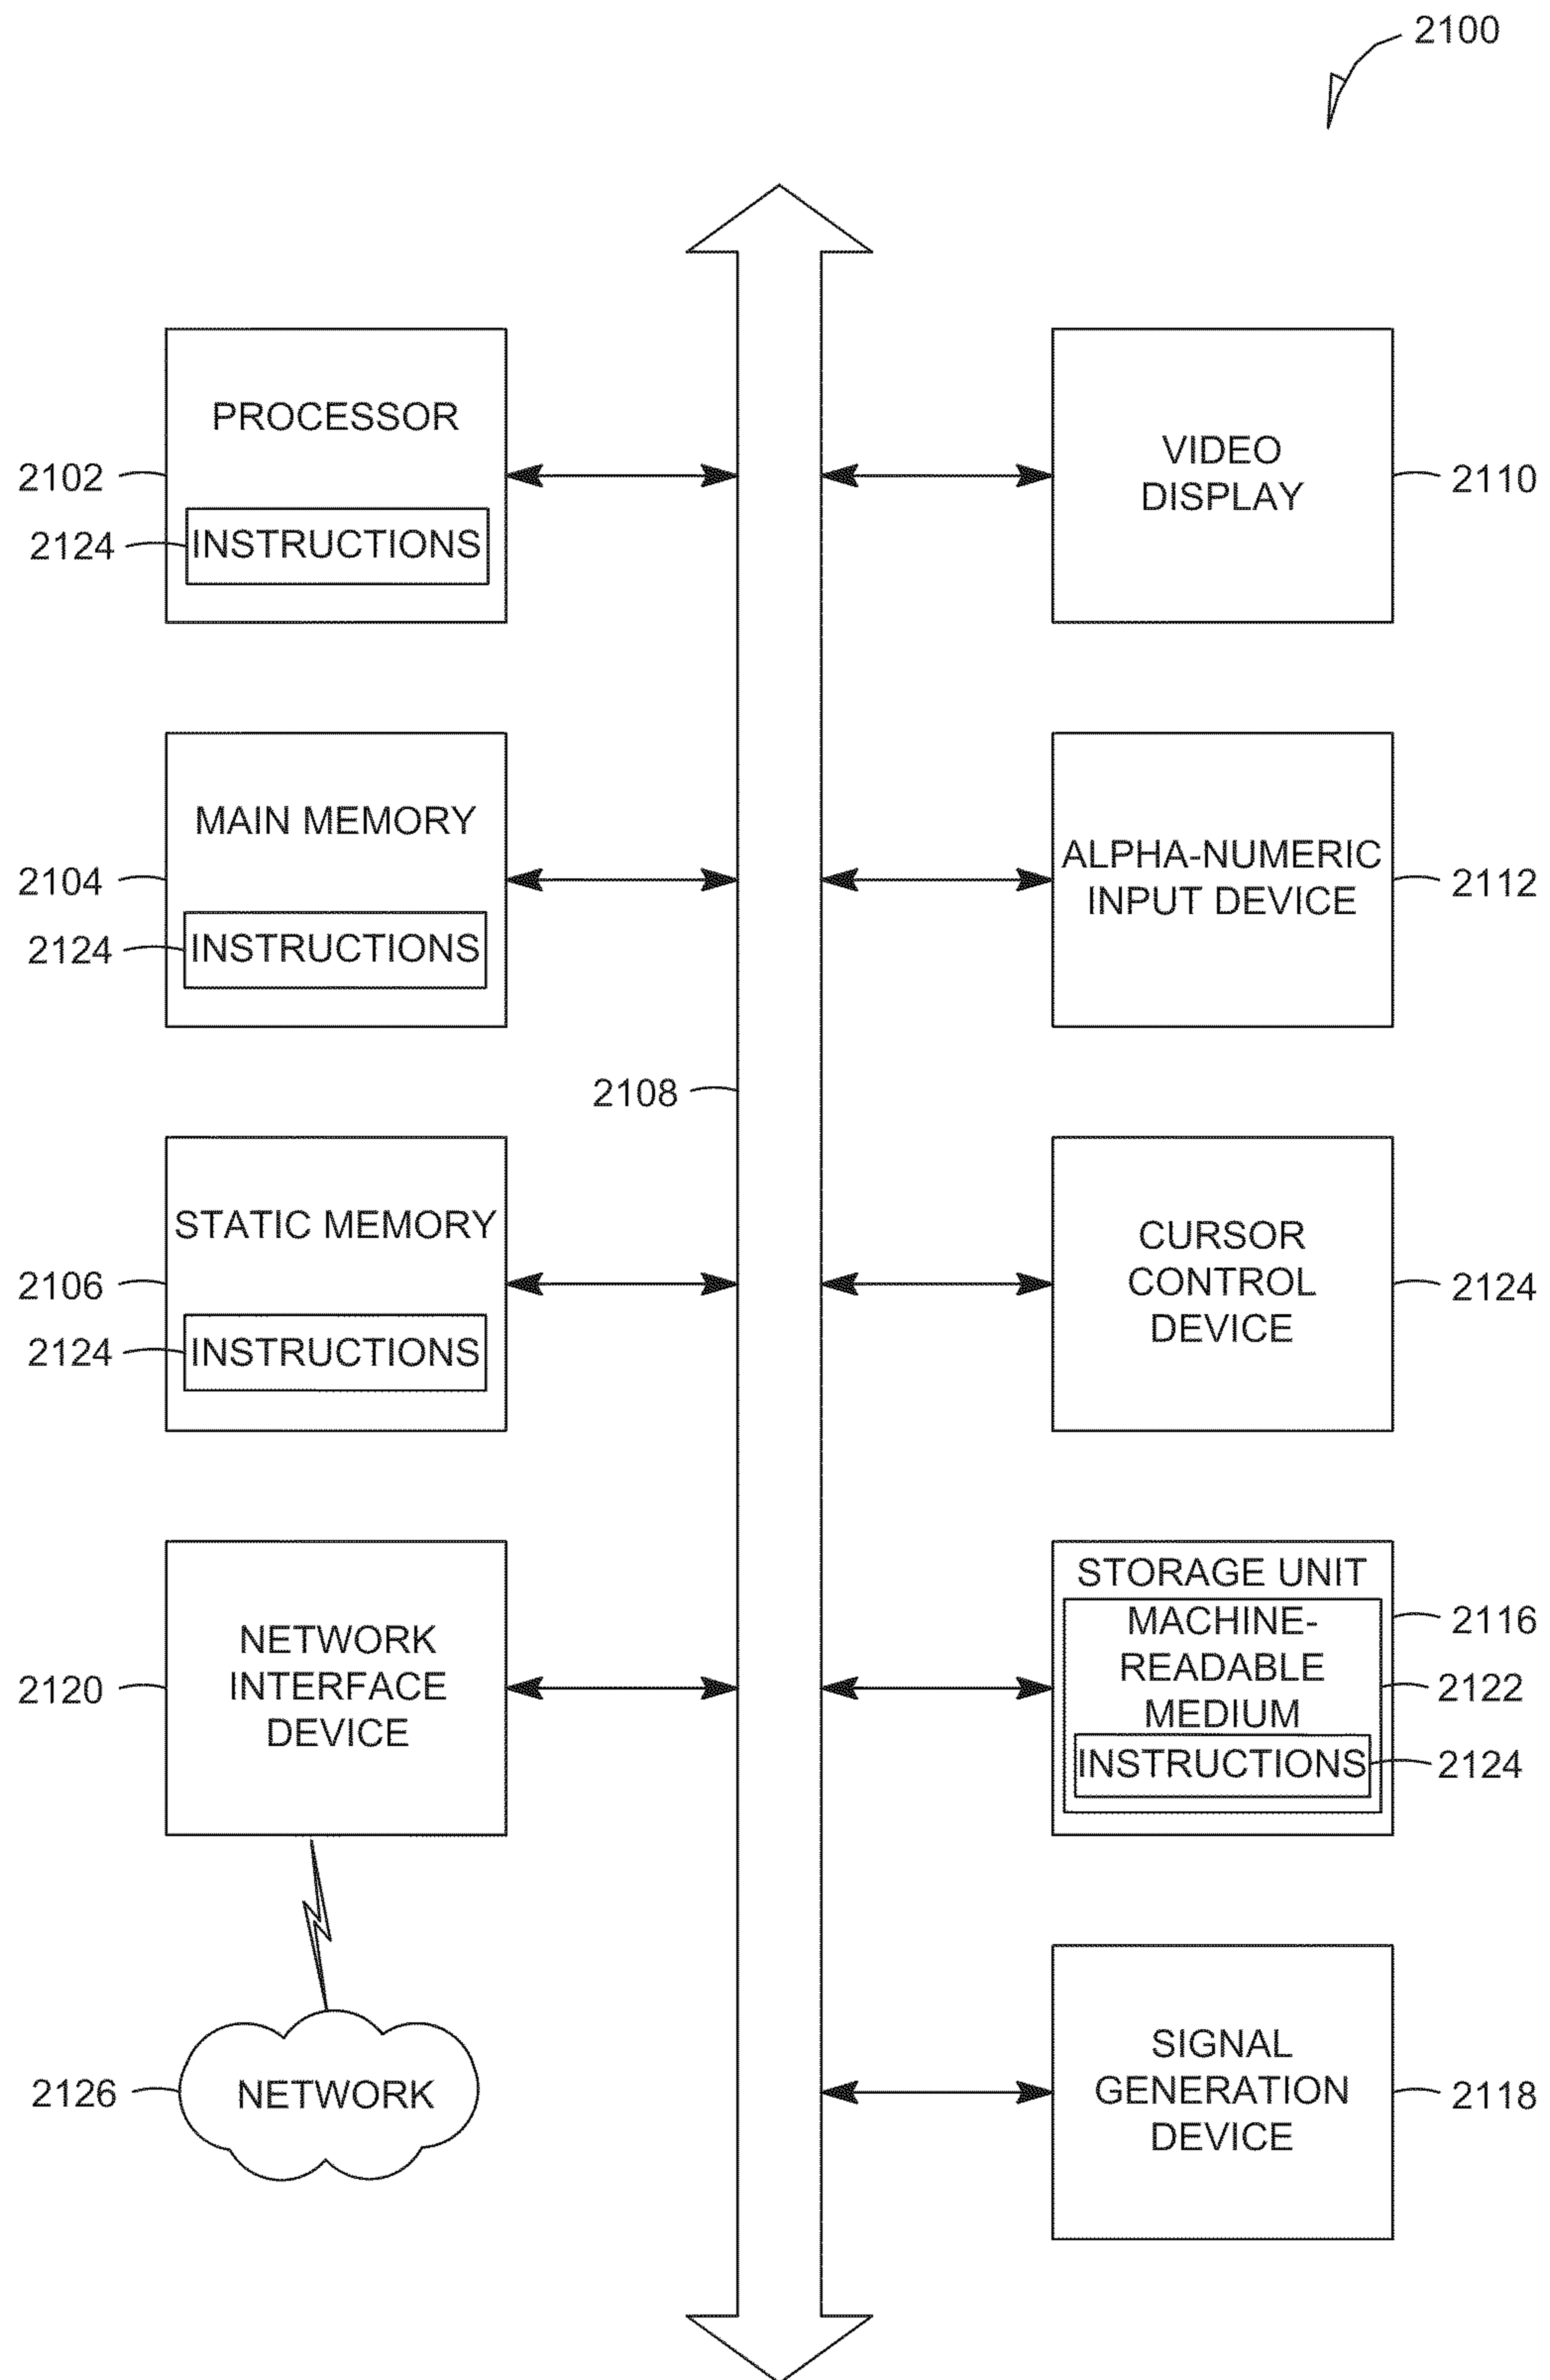 2100
PROCESSOR
2102
2124
INSTRUCTIONS
VIDEO
DISPLAY
2110
MAIN MEMORY
2104
2124
INSTRUCTIONS
ALPHA-NUMERIC
INPUT DEVICE
2112
2108
STATIC MEMORY
2106
2124
INSTRUCTIONS
CURSOR
CONTROL
DEVICE
2124
NETWORK
INTERFACE
DEVICE
2120
STORAGE UNIT
MACHINE-
READABLE
MEDIUM
INSTRUCTIONS
2116
2122
2124
2126
NETWORK
SIGNAL
GENERATION
DEVICE
2118